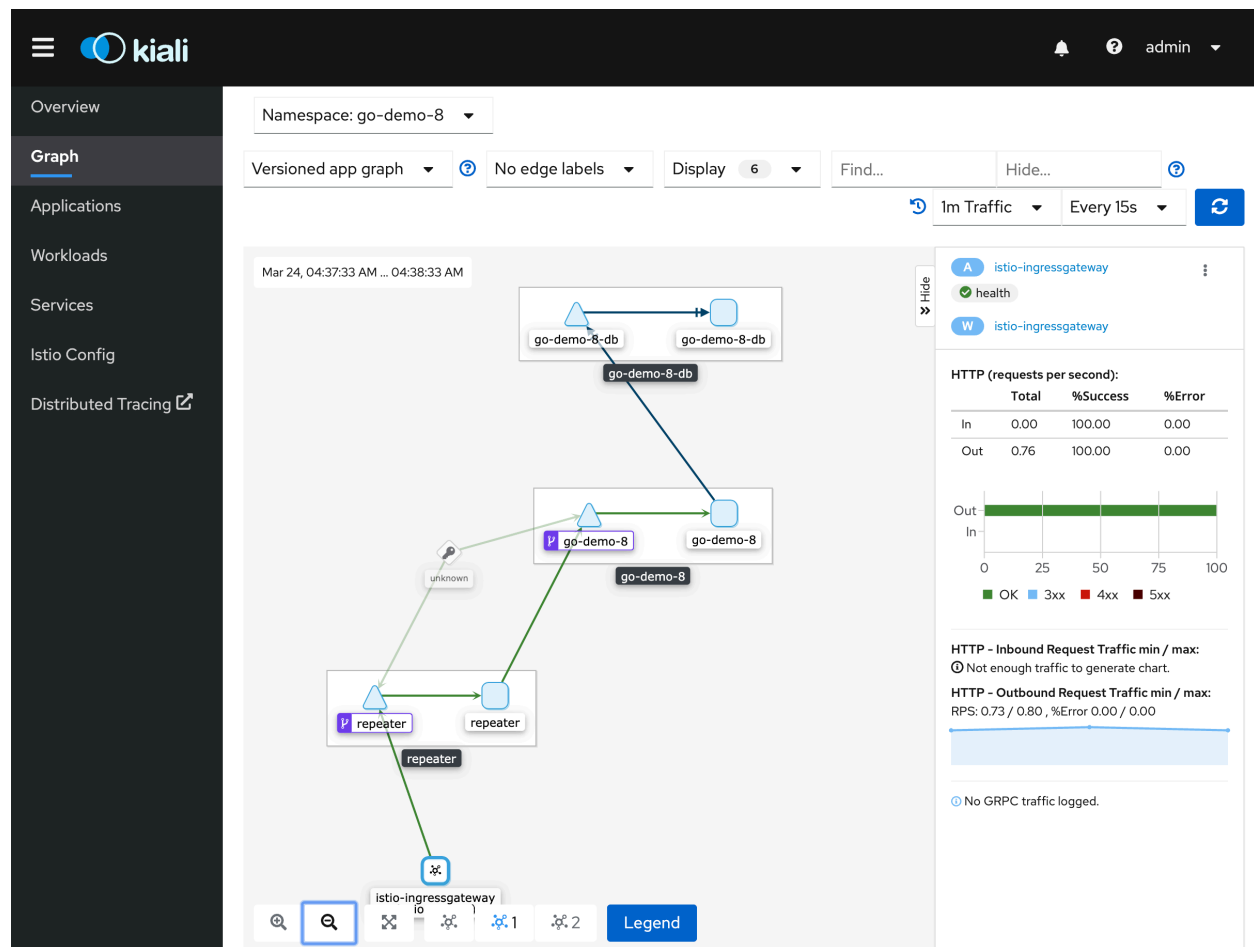 kiali
admin
Overview
Graph
Applications
Workloads
Services
Istio Config
Distributed Tracing
Namespace: go-demo-8
Versioned app graph
No edge labels
Display 6
Find...
Hide...
1m Traffic
Every 15s
Mar 24, 04:37:33 AM ... 04:38:33 AM
go-demo-8-db
go-demo-8-db
go-demo-8-db
go-demo-8
go-demo-8
go-demo-8
unknown
repeater
repeater
repeater
istio-ingressgateway
1
2
Legend
Hide
A istio-ingressgateway
health
W istio-ingressgateway
HTTP (requests per second):
Total %Success %Error
In 0.00 100.00 0.00
Out 0.76 100.00 0.00
Out
In
0 25 50 75 100
OK 3xx 4xx 5xx
HTTP - Inbound Request Traffic min / max:
Not enough traffic to generate chart.
HTTP - Outbound Request Traffic min / max:
RPS: 0.73 / 0.80 , %Error 0.00 / 0.00
No GRPC traffic logged.